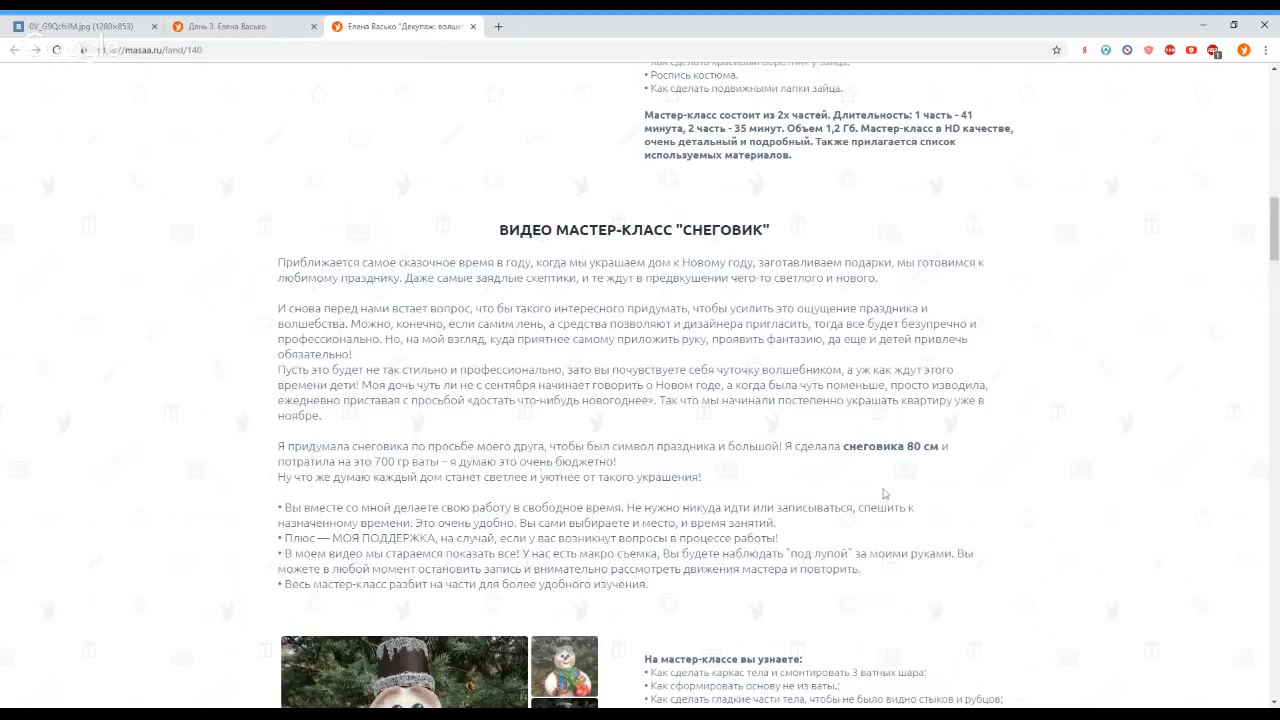 0V_G9QchiIM.jpg (1280×853)
День 3. Елена Васько
Елена Васько "Декупаж: волше
https://masaa.ru/land/140
• Как сделать красивый воротник у зайца.
• Роспись костюма.
• Как сделать подвижными лапки зайца.
Мастер-класс состоит из 2х частей. Длительность: 1 часть - 41
минута, 2 часть - 35 минут. Объем 1,2 Гб. Мастер-класс в HD качестве,
очень детальный и подробный. Также прилагается список
используемых материалов.
ВИДЕО МАСТЕР-КЛАСС "СНЕГОВИК"
Приближается самое сказочное время в году, когда мы украшаем дом к Новому году, заготавливаем подарки, мы готовимся к
любимому празднику. Даже самые заядлые скептики, и те ждут в предвкушении чего-то светлого и нового.
И снова перед нами встает вопрос, что бы такого интересного придумать, чтобы усилить это ощущение праздника и
волшебства. Можно, конечно, если самим лень, а средства позволяют и дизайнера пригласить, тогда все будет безупречно и
профессионально. Но, на мой взгляд, куда приятнее самому приложить руку, проявить фантазию, да еще и детей привлечь
обязательно!
Пусть это будет не так стильно и профессионально, зато вы почувствуете себя чуточку волшебником, а уж как ждут этого
времени дети! Моя дочь чуть ли не с сентября начинает говорить о Новом годе, а когда была чуть поменьше, просто изводила,
ежедневно приставая с просьбой «достать что-нибудь новогоднее». Так что мы начинали постепенно украшать квартиру уже в
ноябре.
Я придумала снеговика по просьбе моего друга, чтобы был символ праздника и большой! Я сделала снеговика 80 см и
потратила на это 700 гр ваты – я думаю это очень бюджетно!
Ну что же думаю каждый дом станет светлее и уютнее от такого украшения!
• Вы вместе со мной делаете свою работу в свободное время. Не нужно никуда идти или записываться, спешить к
назначенному времени. Это очень удобно. Вы сами выбираете и место, и время занятий.
• Плюс — МОЯ ПОДДЕРЖКА, на случай, если у вас возникнут вопросы в процессе работы!
• В моем видео мы стараемся показать все! У нас есть макро съемка, Вы будете наблюдать "под лупой" за моими руками. Вы
можете в любой момент остановить запись и внимательно рассмотреть движения мастера и повторить.
• Весь мастер-класс разбит на части для более удобного изучения.
На мастер-классе вы узнаете:
• Как сделать каркас тела и смонтировать 3 ватных шара;
• Как сформировать основу не из ваты.;
• Как сделать гладкие части тела, чтобы не было видно стыков и рубцов;